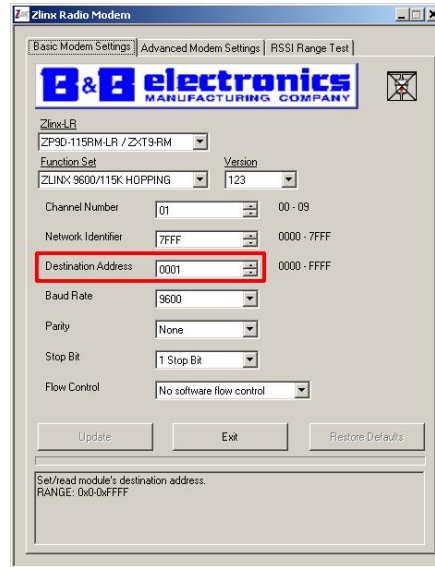 Zlinx Radio Modem
Basic Modem Settings Advanced Modem Settings RSSI Range Test
B&B electronics
MANUFACTURING COMPANY
Zlinx-LR
ZP9D-115RM-LR / ZXT9-RM
Function Set Version
ZLINX 9600/115K HOPPING 123
Channel Number 01 00 - 09
Network Identifier 7FFF 0000 - 7FFF
Destination Address 0001 0000 - FFFF
Baud Rate 9600
Parity None
Stop Bit 1 Stop Bit
Flow Control No software flow control
Update Exit Restore Defaults
Set/read module's destination address.
RANGE: 0x0-0xFFFF